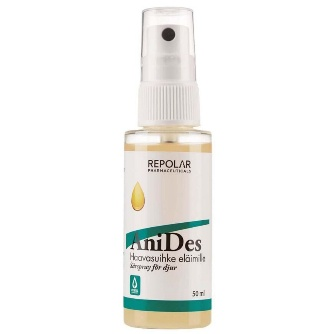 REPOLAR
PHARMACEUTICALS
AniDes
Haavasuihke eläimille
Sårspray för djur
50 ml